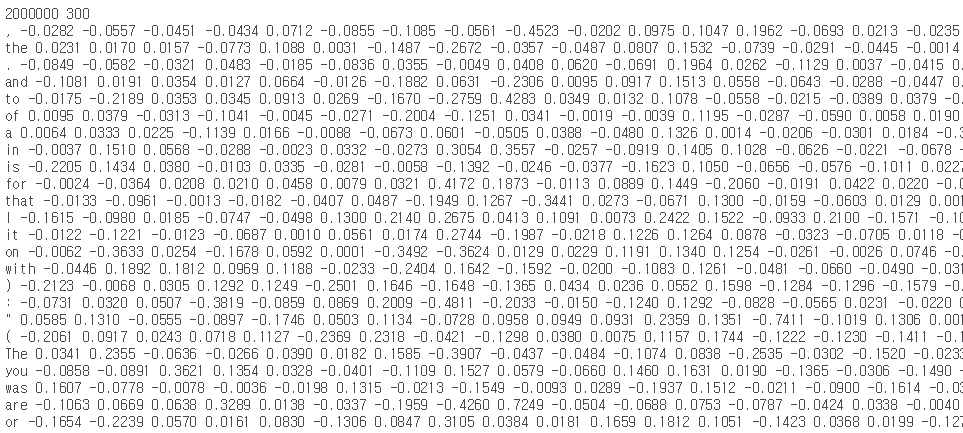 2000000 300
, -0.0282 -0.0557 -0.0451 -0.0434 0.0712 -0.0855 -0.1085 -0.0561 -0.4523 -0.0202 0.0975 0.1047 0.1962 -0.0693 0.0213 -0.0235
the 0.0231 0.0170 0.0157 -0.0773 0.1088 0.0031 -0.1487 -0.2672 -0.0357 -0.0487 0.0807 0.1532 -0.0739 -0.0291 -0.0445 -0.0014
. -0.0849 -0.0582 -0.0321 0.0483 -0.0185 -0.0836 0.0355 -0.0049 0.0408 0.0620 -0.0691 0.1964 0.0262 -0.1129 0.0037 -0.0415 0.
and -0.1081 0.0191 0.0354 0.0127 0.0664 -0.0126 -0.1882 0.0631 -0.2306 0.0095 0.0917 0.1513 0.0558 -0.0643 -0.0288 -0.0447 0.
to -0.0175 -0.2189 0.0353 0.0345 0.0913 0.0269 -0.1670 -0.2759 0.4283 0.0349 0.0132 0.1078 -0.0558 -0.0215 -0.0389 0.0379 -0.
of 0.0095 0.0379 -0.0313 -0.1041 -0.0045 -0.0271 -0.2004 -0.1251 0.0341 -0.0019 -0.0039 0.1195 -0.0287 -0.0590 0.0058 0.0190
a 0.0064 0.0333 0.0225 -0.1139 0.0166 -0.0088 -0.0673 0.0601 -0.0505 0.0388 -0.0480 0.1326 0.0014 -0.0206 -0.0301 0.0184 -0.3
in -0.0037 0.1510 0.0568 -0.0288 -0.0023 0.0332 -0.0273 0.3054 0.3557 -0.0257 -0.0919 0.1405 0.1028 -0.0626 -0.0221 -0.0678 -
is -0.2205 0.1434 0.0380 -0.0103 0.0335 -0.0281 -0.0058 -0.1392 -0.0246 -0.0377 -0.1623 0.1050 -0.0656 -0.0576 -0.1011 0.0227
for -0.0024 -0.0364 0.0208 0.0210 0.0458 0.0079 0.0321 0.4172 0.1873 -0.0113 0.0889 0.1449 -0.2060 -0.0191 0.0422 0.0220 -0.0
that -0.0133 -0.0961 -0.0013 -0.0182 -0.0407 0.0487 -0.1949 0.1267 -0.3441 0.0273 -0.0671 0.1300 -0.0159 -0.0603 0.0129 0.001
I -0.1615 -0.0980 0.0185 -0.0747 -0.0498 0.1300 0.2140 0.2675 0.0413 0.1091 0.0073 0.2422 0.1522 -0.0933 0.2100 -0.1571 -0.10
it -0.0122 -0.1221 -0.0123 -0.0687 0.0010 0.0561 0.0174 0.2744 -0.1987 -0.0218 0.1226 0.1264 0.0878 -0.0323 -0.0705 0.0118 -0
on -0.0062 -0.3633 0.0254 -0.1678 0.0592 0.0001 -0.3492 -0.3624 0.0129 0.0229 0.1191 0.1340 0.1254 -0.0261 -0.0026 0.0746 -0.
with -0.0446 0.1892 0.1812 0.0969 0.1188 -0.0233 -0.2404 0.1642 -0.1592 -0.0200 -0.1083 0.1261 -0.0481 -0.0660 -0.0490 -0.031
) -0.2123 -0.0068 0.0305 0.1292 0.1249 -0.2501 0.1646 -0.1648 -0.1365 0.0434 0.0236 0.0552 0.1598 -0.1284 -0.1296 -0.1579 -0.
: -0.0731 0.0320 0.0507 -0.3819 -0.0859 0.0869 0.2009 -0.4811 -0.2033 -0.0150 -0.1240 0.1292 -0.0828 -0.0565 0.0231 -0.0220 0
" 0.0585 0.1310 -0.0555 -0.0897 -0.1746 0.0503 0.1134 -0.0728 0.0958 0.0949 0.0931 0.2359 0.1351 -0.7411 -0.1019 0.1306 0.001
( -0.2061 0.0917 0.0243 0.0718 0.1127 -0.2369 0.2318 -0.0421 -0.1298 0.0380 0.0075 0.1157 0.1744 -0.1222 -0.1230 -0.1411 -0.1
The 0.0341 0.2355 -0.0636 -0.0266 0.0390 0.0182 0.1585 -0.3907 -0.0437 -0.0484 -0.1074 0.0838 -0.2535 -0.0302 -0.1520 -0.0233
you -0.0858 -0.0891 0.3621 0.1354 0.0328 -0.0401 -0.1109 0.1527 0.0579 -0.0660 0.1460 0.1631 0.0190 -0.1365 -0.0306 -0.1490 -
was 0.1607 -0.0778 -0.0078 -0.0036 -0.0198 0.1315 -0.0213 -0.1549 -0.0093 0.0289 -0.1937 0.1512 -0.0211 -0.0900 -0.1614 -0.03
are -0.1063 0.0669 0.0638 0.3289 0.0138 -0.0337 -0.1959 -0.4260 0.7249 -0.0504 -0.0688 0.0753 -0.0787 -0.0424 0.0338 -0.0040
or -0.1654 -0.2239 0.0570 0.0161 0.0830 -0.1306 0.0847 0.3105 0.0384 0.0181 0.1659 0.1812 0.1051 -0.1423 0.0368 0.0199 -0.127